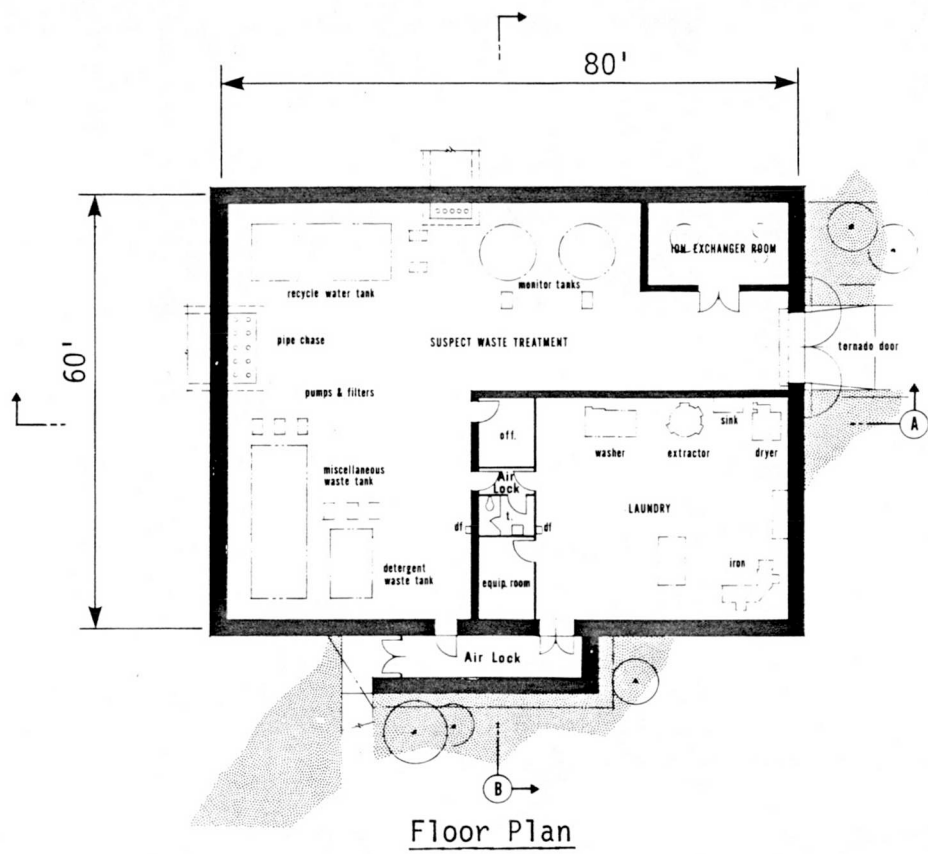 80'
60'
ION EXCHANGER ROOM
recycle water tank
monitor tanks
pipe chase
SUSPECT WASTE TREATMENT
tornado door
pumps & filters
A
off.
washer
extractor
sink
dryer
miscellaneous
waste tank
Air
Lock
LAUNDRY
df
t.
df
detergent
waste tank
equip. room
iron
Air Lock
B
Floor Plan